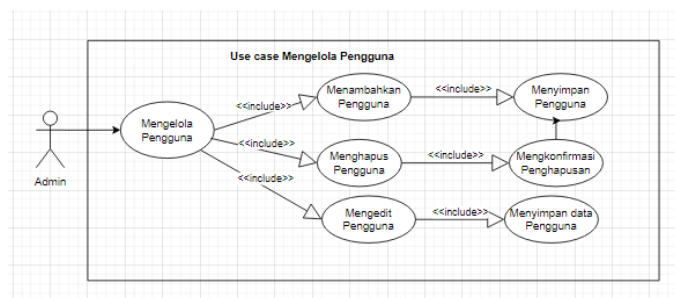 Use case Mengelola Pengguna
Admin
Mengelola
Pengguna
<<include>>
Menambahkan
Pengguna
<<include>>
Menyimpan
Pengguna
<<include>>
Menghapus
Pengguna
<<include>>
Mengkonfirmasi
Penghapusan
<<include>>
Mengedit
Pengguna
<<include>>
Menyimpan data
Pengguna